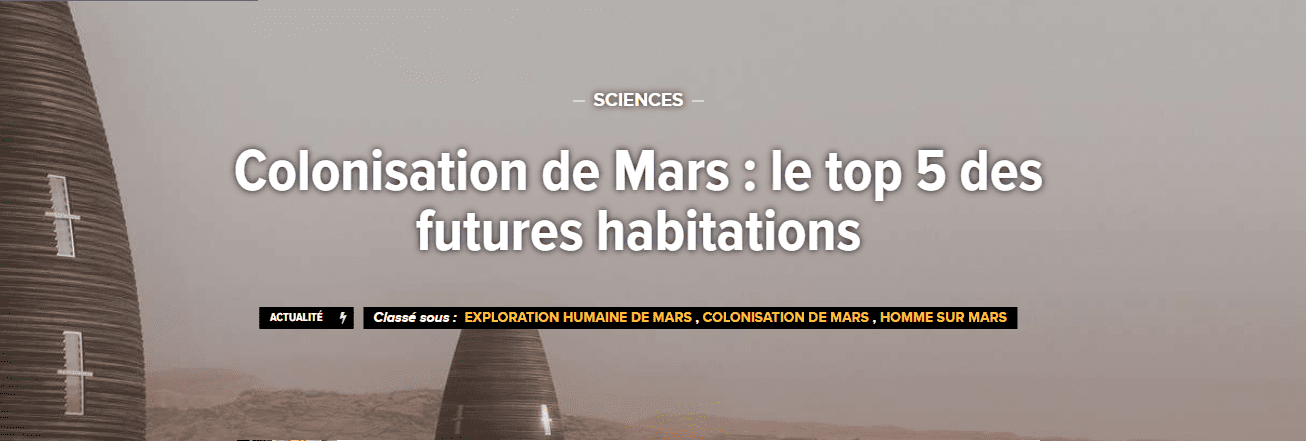 — SCIENCES —
Colonisation de Mars : le top 5 des
futures habitations
ACTUALITÉ Classé sous : EXPLORATION HUMAINE DE MARS , COLONISATION DE MARS , HOMME SUR MARS